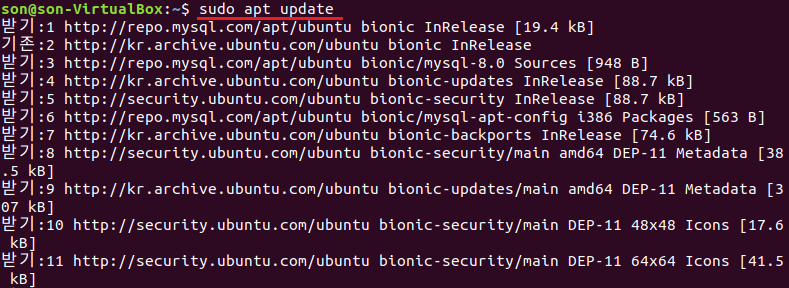 son@son-VirtualBox:~$ sudo apt update
받기:1 http://repo.mysql.com/apt/ubuntu bionic InRelease [19.4 kB]
기존:2 http://kr.archive.ubuntu.com/ubuntu bionic InRelease
받기:3 http://repo.mysql.com/apt/ubuntu bionic/mysql-8.0 Sources [948 B]
받기:4 http://kr.archive.ubuntu.com/ubuntu bionic-updates InRelease [88.7 kB]
받기:5 http://security.ubuntu.com/ubuntu bionic-security InRelease [88.7 kB]
받기:6 http://repo.mysql.com/apt/ubuntu bionic/mysql-apt-config i386 Packages [563 B]
받기:7 http://kr.archive.ubuntu.com/ubuntu bionic-backports InRelease [74.6 kB]
받기:8 http://security.ubuntu.com/ubuntu bionic-security/main amd64 DEP-11 Metadata [38
.5 kB]
받기:9 http://kr.archive.ubuntu.com/ubuntu bionic-updates/main amd64 DEP-11 Metadata [3
07 kB]
받기:10 http://security.ubuntu.com/ubuntu bionic-security/main DEP-11 48x48 Icons [17.6
 kB]
받기:11 http://security.ubuntu.com/ubuntu bionic-security/main DEP-11 64x64 Icons [41.5
 kB]